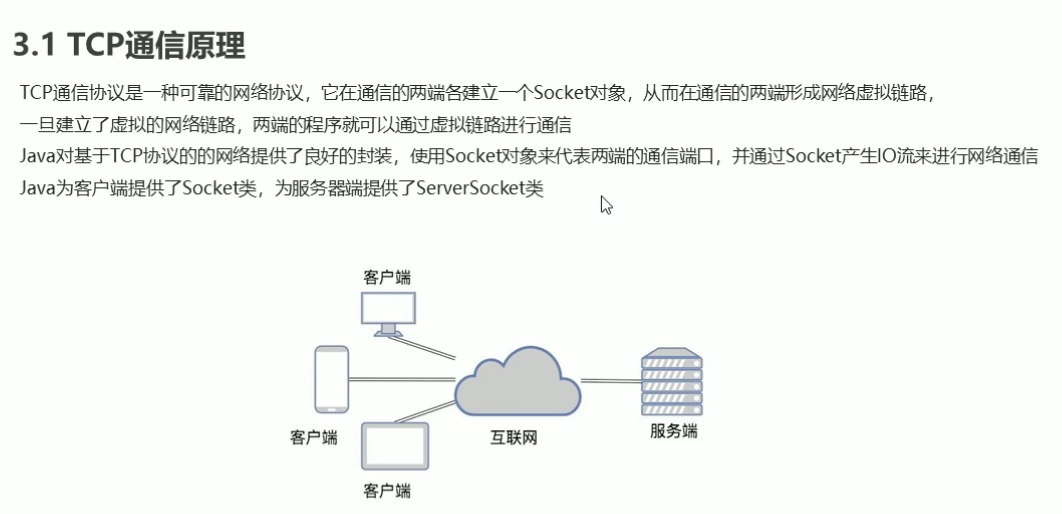 3.1 TCP通信原理
TCP通信协议是一种可靠的网络协议，它在通信的两端各建立一个Socket对象，从而在通信的两端形成网络虚拟链路，
一旦建立了虚拟的网络链路，两端的程序就可以通过虚拟链路进行通信
Java对基于TCP协议的的网络提供了良好的封装，使用Socket对象来代表两端的通信端口，并通过Socket产生IO流来进行网络通信
Java为客户端提供了Socket类，为服务器端提供了ServerSocket类
客户端
客户端
互联网
服务端
客户端